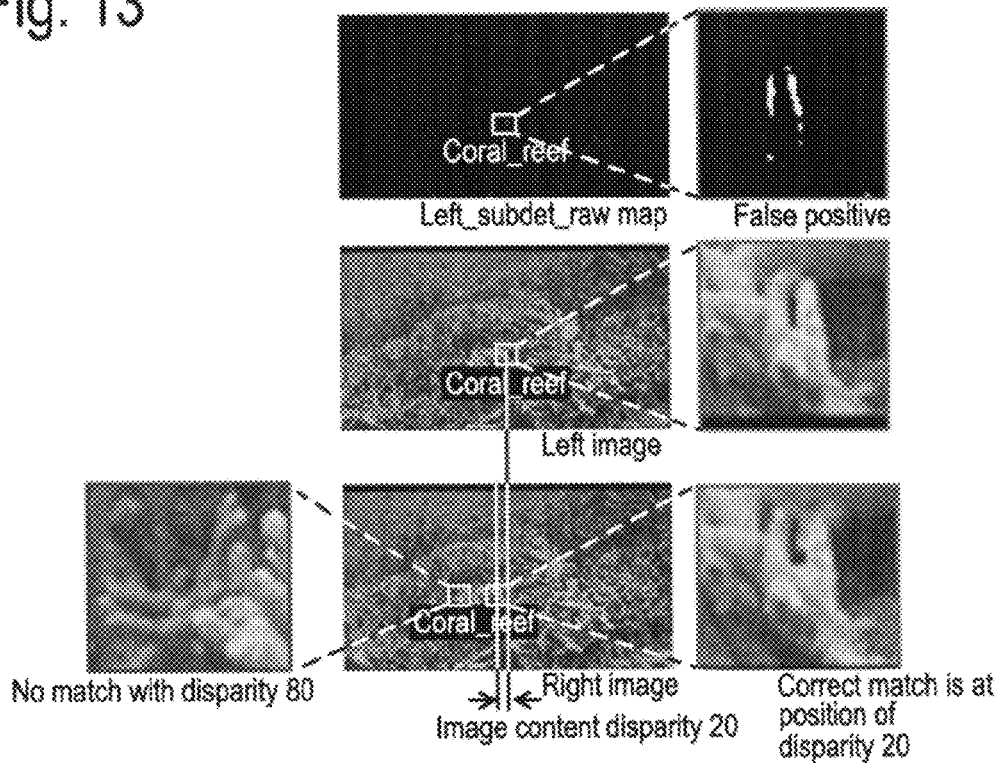 Fig. 13
Coral_reef
Left_subdet_raw map
False positive
Coral_reef
Left image
Coral_reef
No match with disparity 80
Right image
Image content disparity 20
Correct match is at
position of
disparity 20